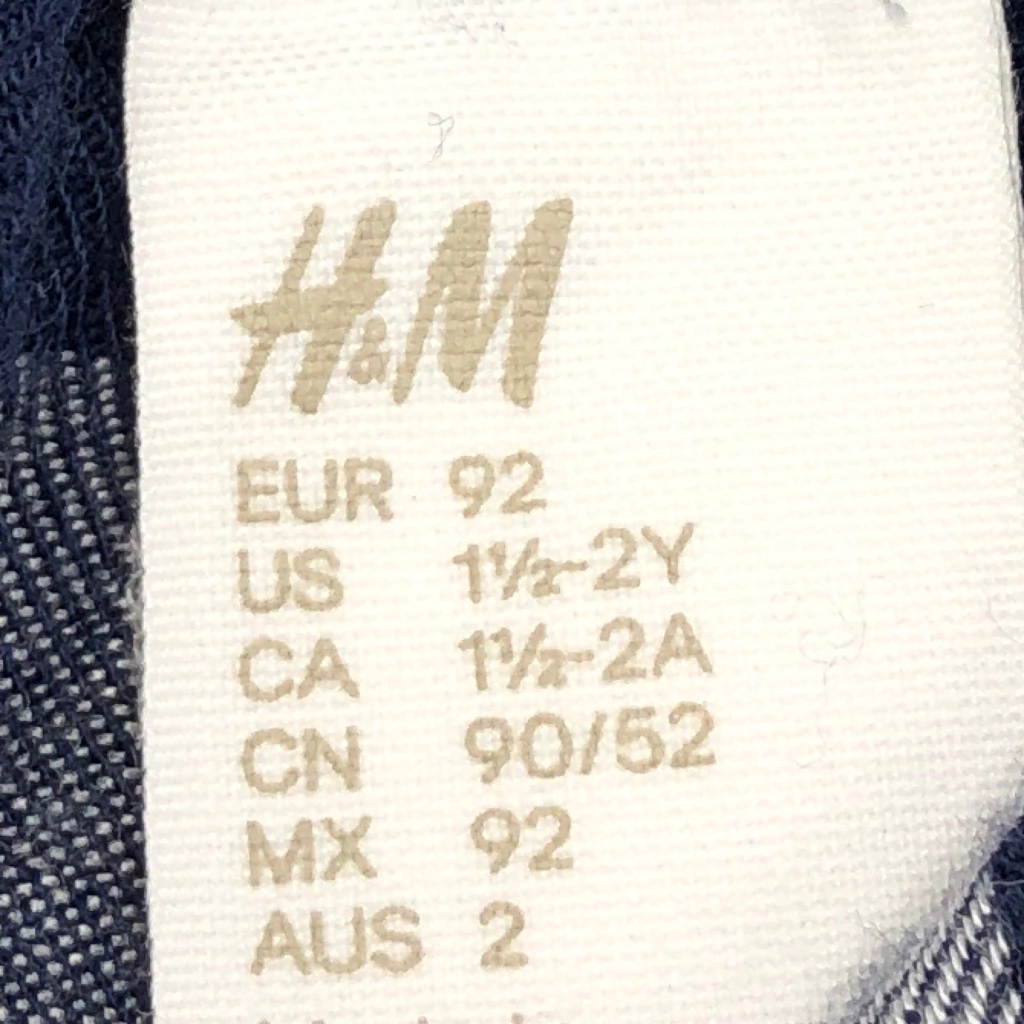 H&M
EUR 92
US 1½-2Y
CA 1½-2A
CN 90/52
MX 92
AUS 2